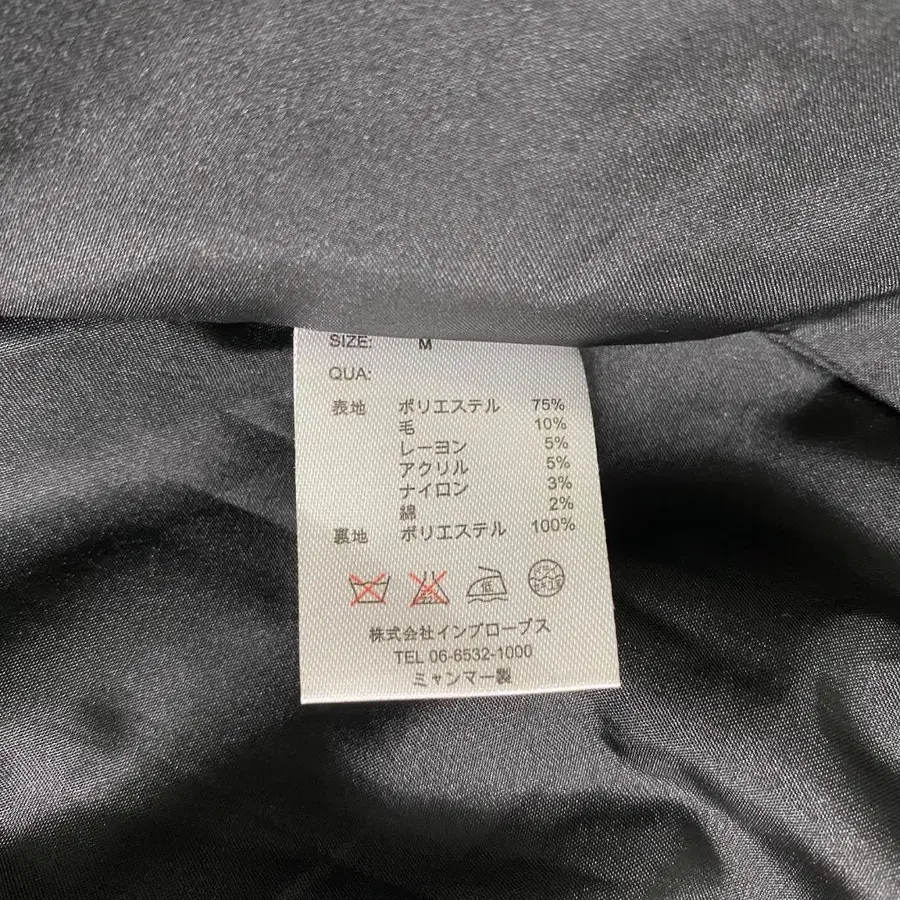 SIZE: M
QUA:
表地 ポリエステル 75%
毛 10%
レーヨン 5%
アクリル 5%
ナイロン 3%
綿 2%
裏地 ポリエステル 100%
低
株式会社インプローブス
TEL 06-6532-1000
ミャンマー製